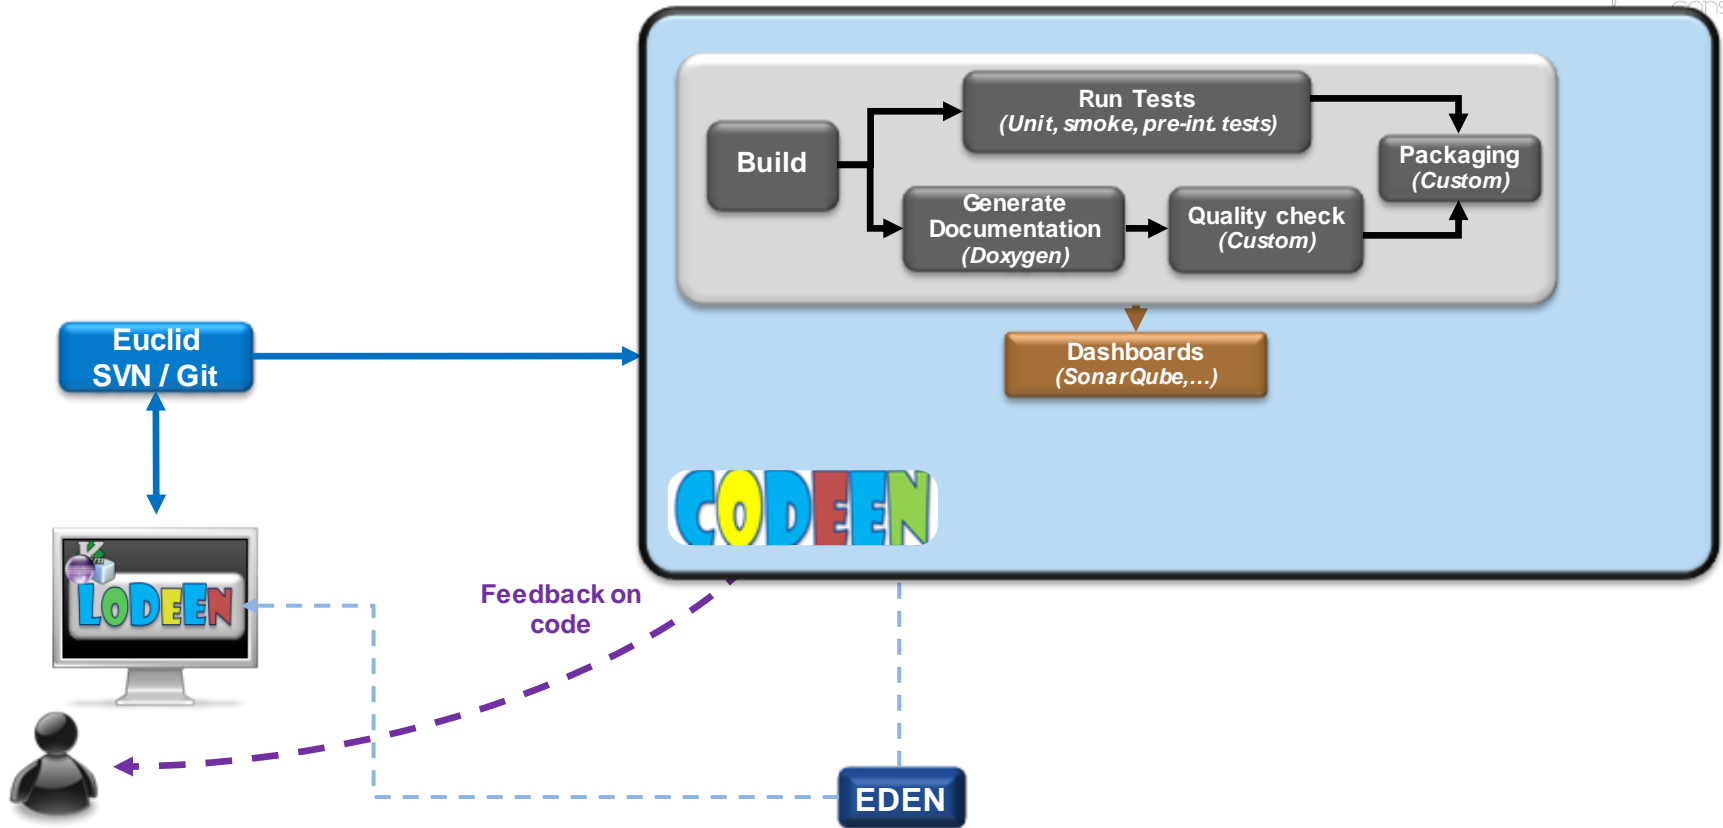 cons
Run Tests
(Unit, smoke, pre-int. tests)
Build
Packaging
(Custom)
Generate
Documentation
(Doxygen)
Quality check
(Custom)
Euclid
SVN / Git
Dashboards
(SonarQube,...)
CODEEN
LODEEN
Feedback on
code
EDEN